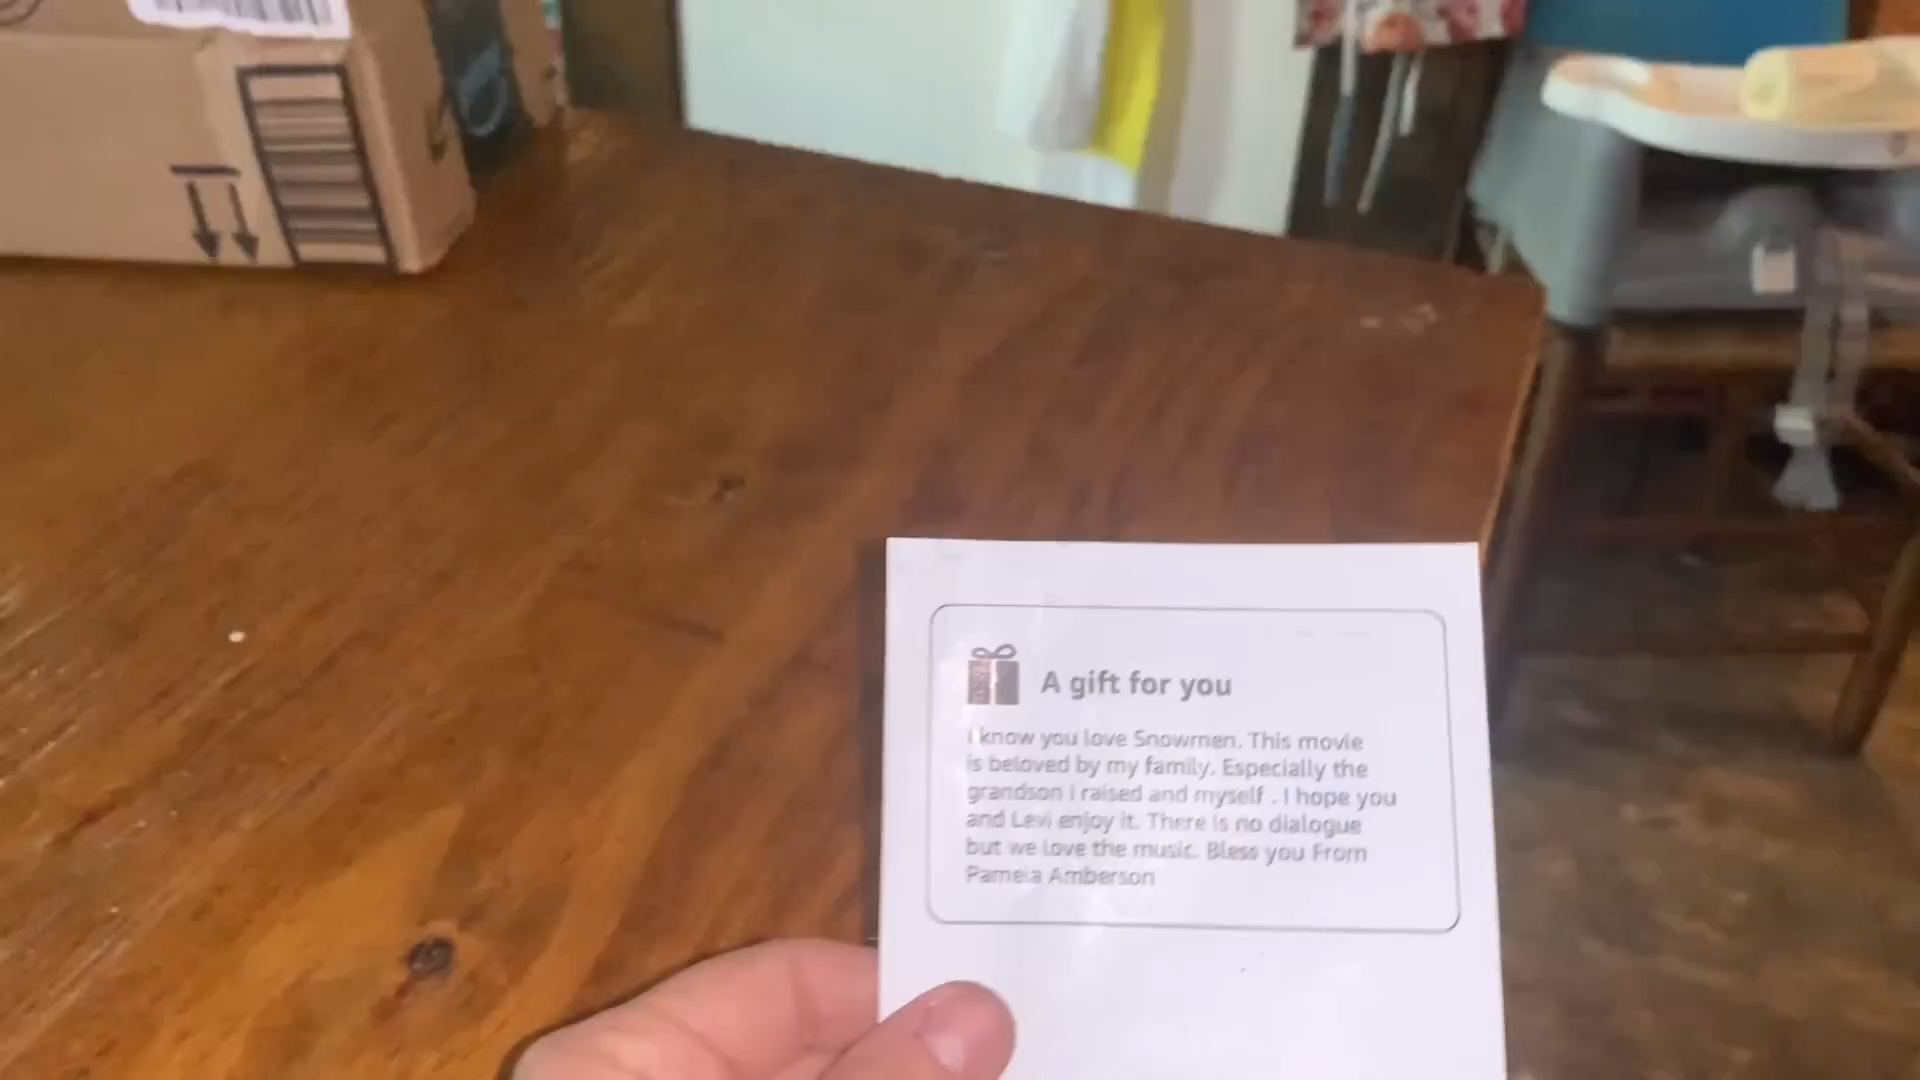 A gift for you
I know you love Snowmen. This movie
is beloved by my family. Especially the
grandson I raised and myself . I hope you
and Levi enjoy it. There is no dialogue
but we love the music. Bless you From
Pamela Amberson